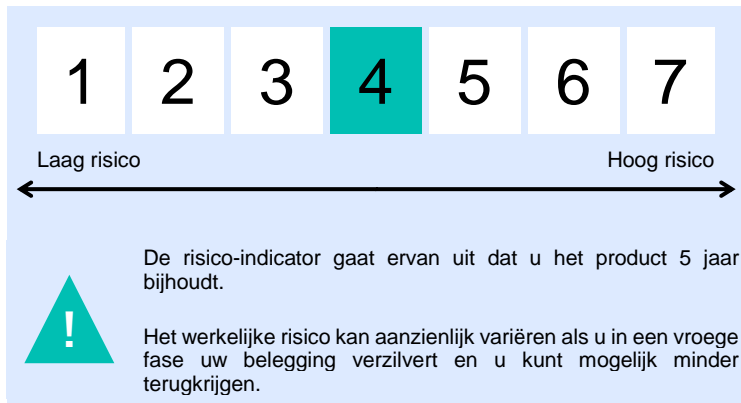 1 2 3 4 5 6 7
Laag risico Hoog risico
De risico-indicator gaat ervan uit dat u het product 5 jaar
bijhoudt.
!
Het werkelijke risico kan aanzienlijk variëren als u in een vroege
fase uw belegging verzilvert en u kunt mogelijk minder
terugkrijgen.